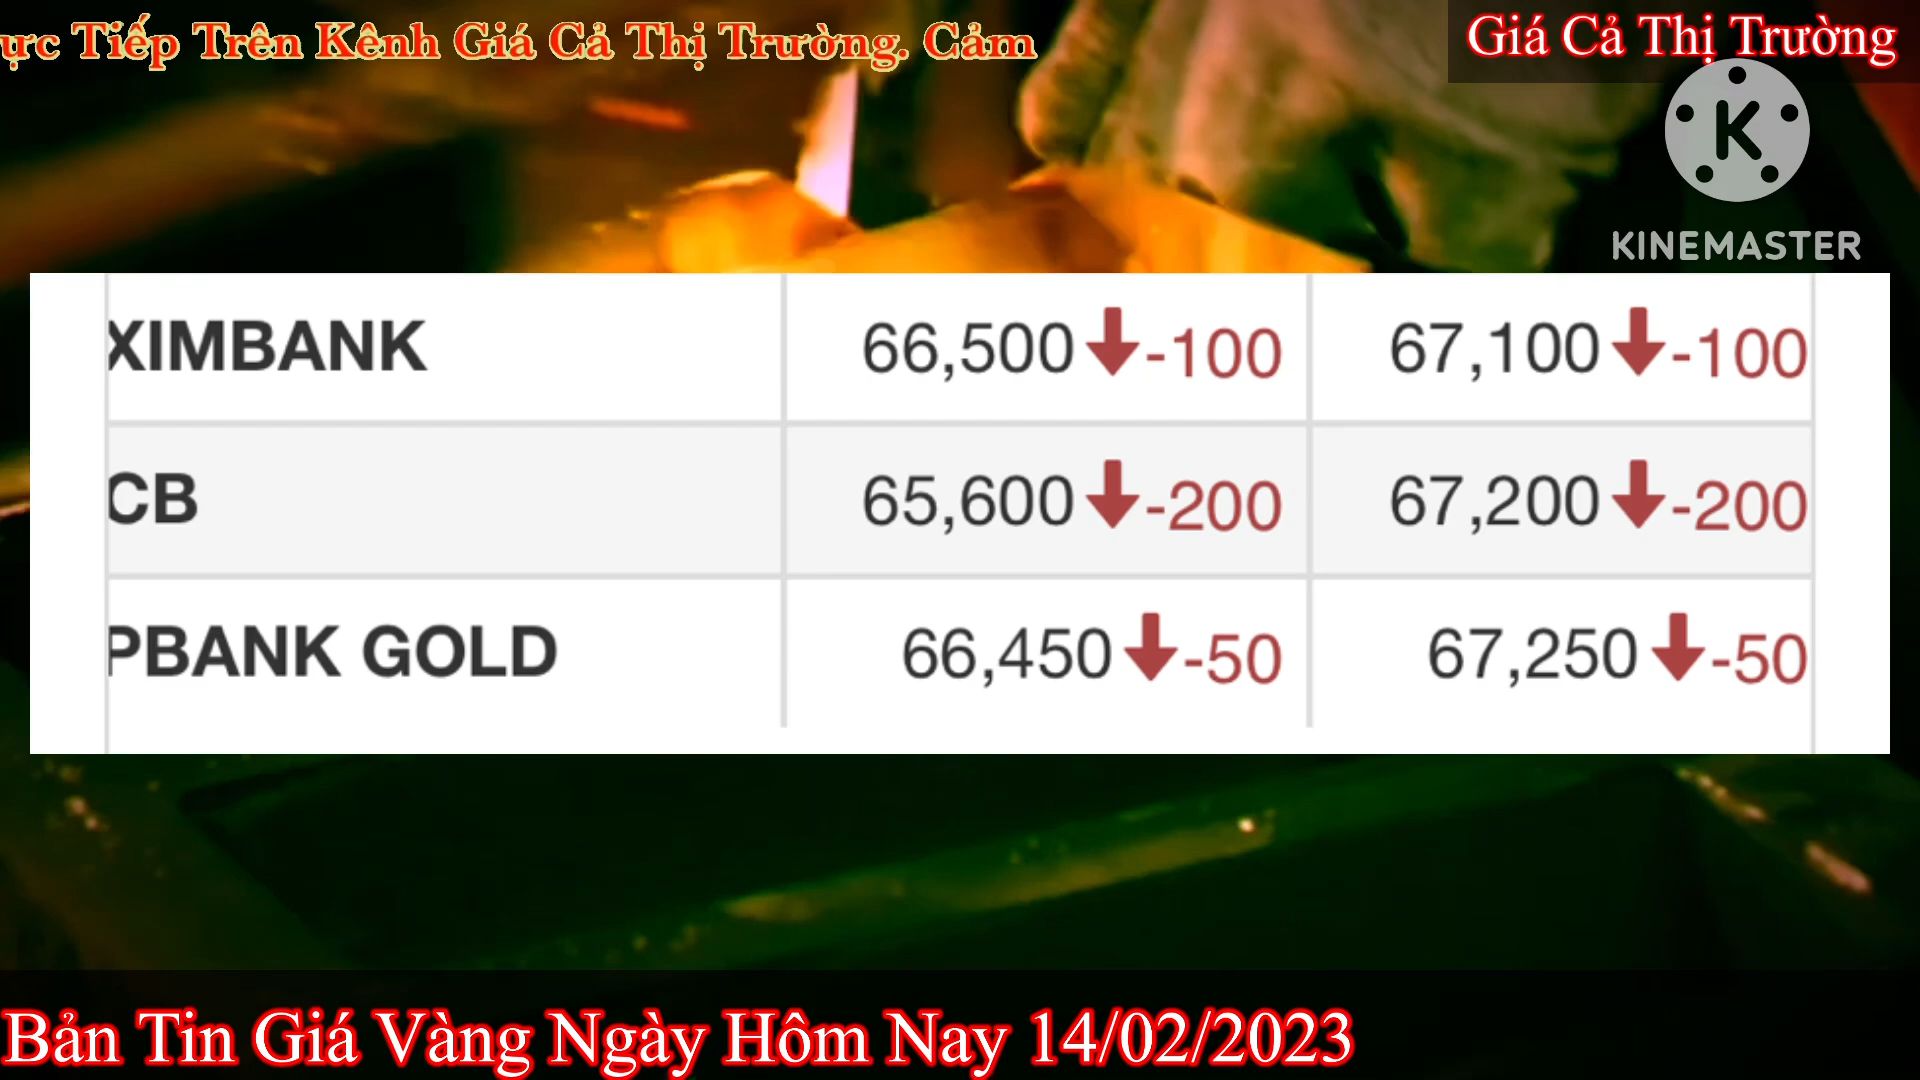 ực Tiếp Trên Kênh Giá Cả Thị Trường. Cảm
Giá Cả Thị Trường
K
KINEMASTER
XIMBANK 66,500 -100 67,100 -100
CB 65,600 -200 67,200 -200
PBANK GOLD 66,450 -50 67,250 -50
Bản Tin Giá Vàng Ngày Hôm Nay 14/02/2023